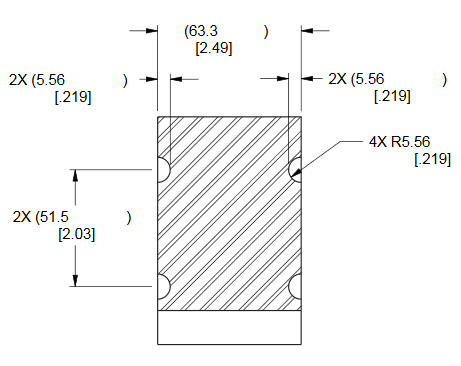 (63.3 )
[2.49]
2X (5.56 )
[.219]
2X (5.56 )
[.219]
4X R5.56
[.219]
2X (51.5 )
[2.03]